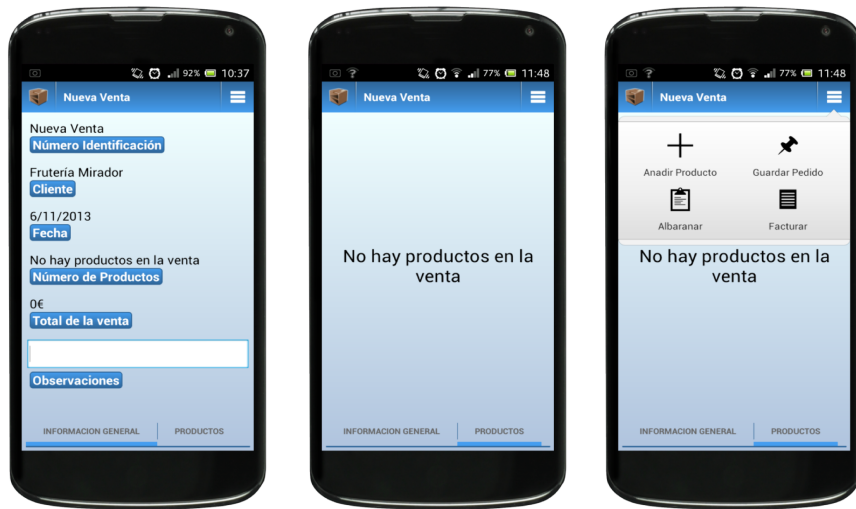 92% 10:37
Nueva Venta
Nueva Venta
Número Identificación
Frutería Mirador
Cliente
6/11/2013
Fecha
No hay productos en la venta
Número de Productos
0€
Total de la venta
Observaciones
INFORMACION GENERAL PRODUCTOS
? 77% 11:48
Nueva Venta
No hay productos en la
venta
INFORMACION GENERAL PRODUCTOS
? 77% 11:48
Nueva Venta
Anadir Producto Guardar Pedido
Albaranar Facturar
No hay productos en la
venta
INFORMACION GENERAL PRODUCTOS